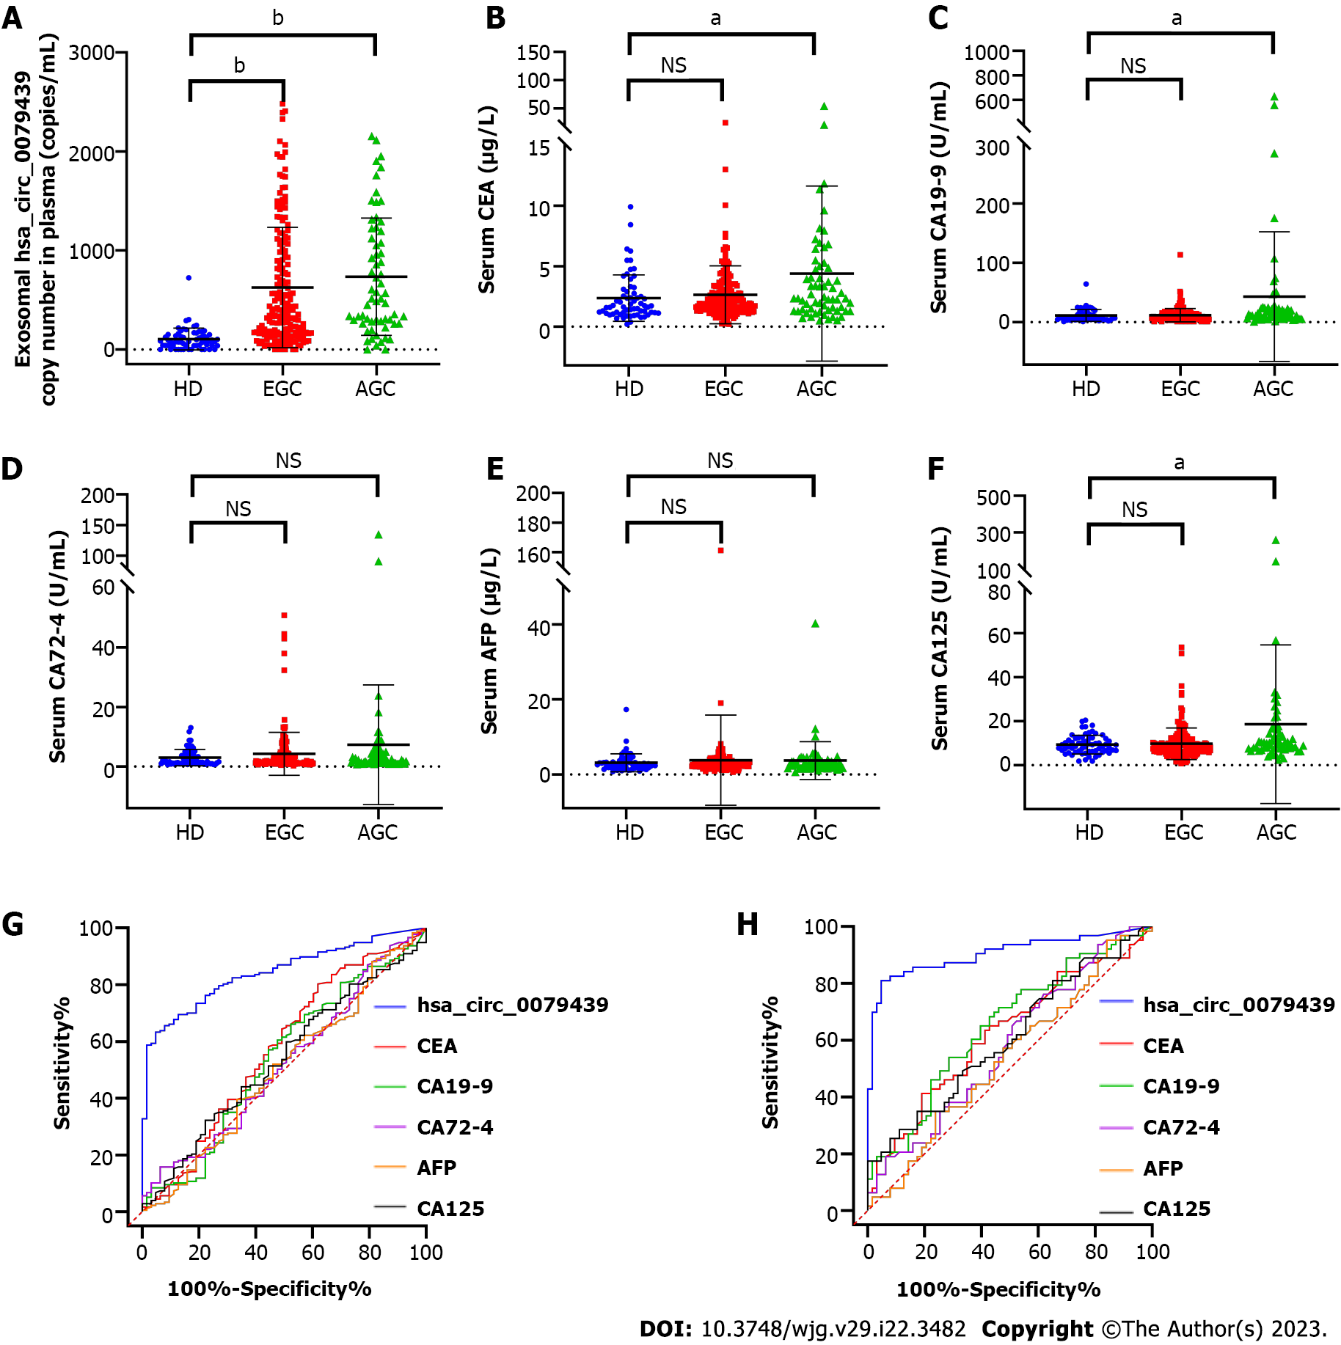 A
b
b
Exosomal hsa_circ_0079439
copy number in plasma (copies/mL)
3000
2000
1000
0
HD
EGC
AGC
B
a
NS
Serum CEA (µg/L)
150
100
50
15
10
5
0
HD
EGC
AGC
C
a
NS
Serum CA19-9 (U/mL)
1000
800
600
300
200
100
0
HD
EGC
AGC
D
NS
NS
Serum CA72-4 (U/mL)
200
150
100
60
40
20
0
HD
EGC
AGC
E
NS
NS
Serum AFP (µg/L)
200
180
160
40
20
0
HD
EGC
AGC
F
a
NS
Serum CA125 (U/mL)
500
300
100
80
60
40
20
0
HD
EGC
AGC
G
Sensitivity%
100
80
60
40
20
0
hsa_circ_0079439
CEA
CA19-9
CA72-4
AFP
CA125
0 20 40 60 80 100
100%-Specificity%
H
Sensitivity%
100
80
60
40
20
0
hsa_circ_0079439
CEA
CA19-9
CA72-4
AFP
CA125
0 20 40 60 80 100
100%-Specificity%
DOI: 10.3748/wjg.v29.i22.3482 Copyright ©The Author(s) 2023.